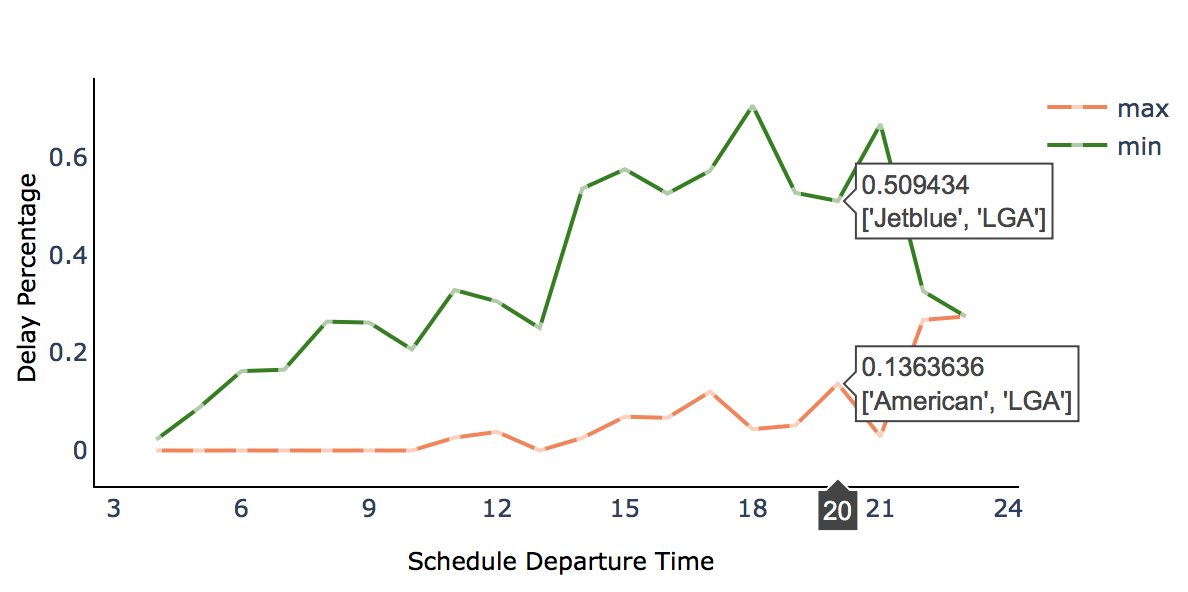 max
min
0.6
0.4
0.2
0
Delay Percentage
0.509434
['Jetblue', 'LGA']
0.1363636
['American', 'LGA']
3 6 9 12 15 18 20 21 24
Schedule Departure Time